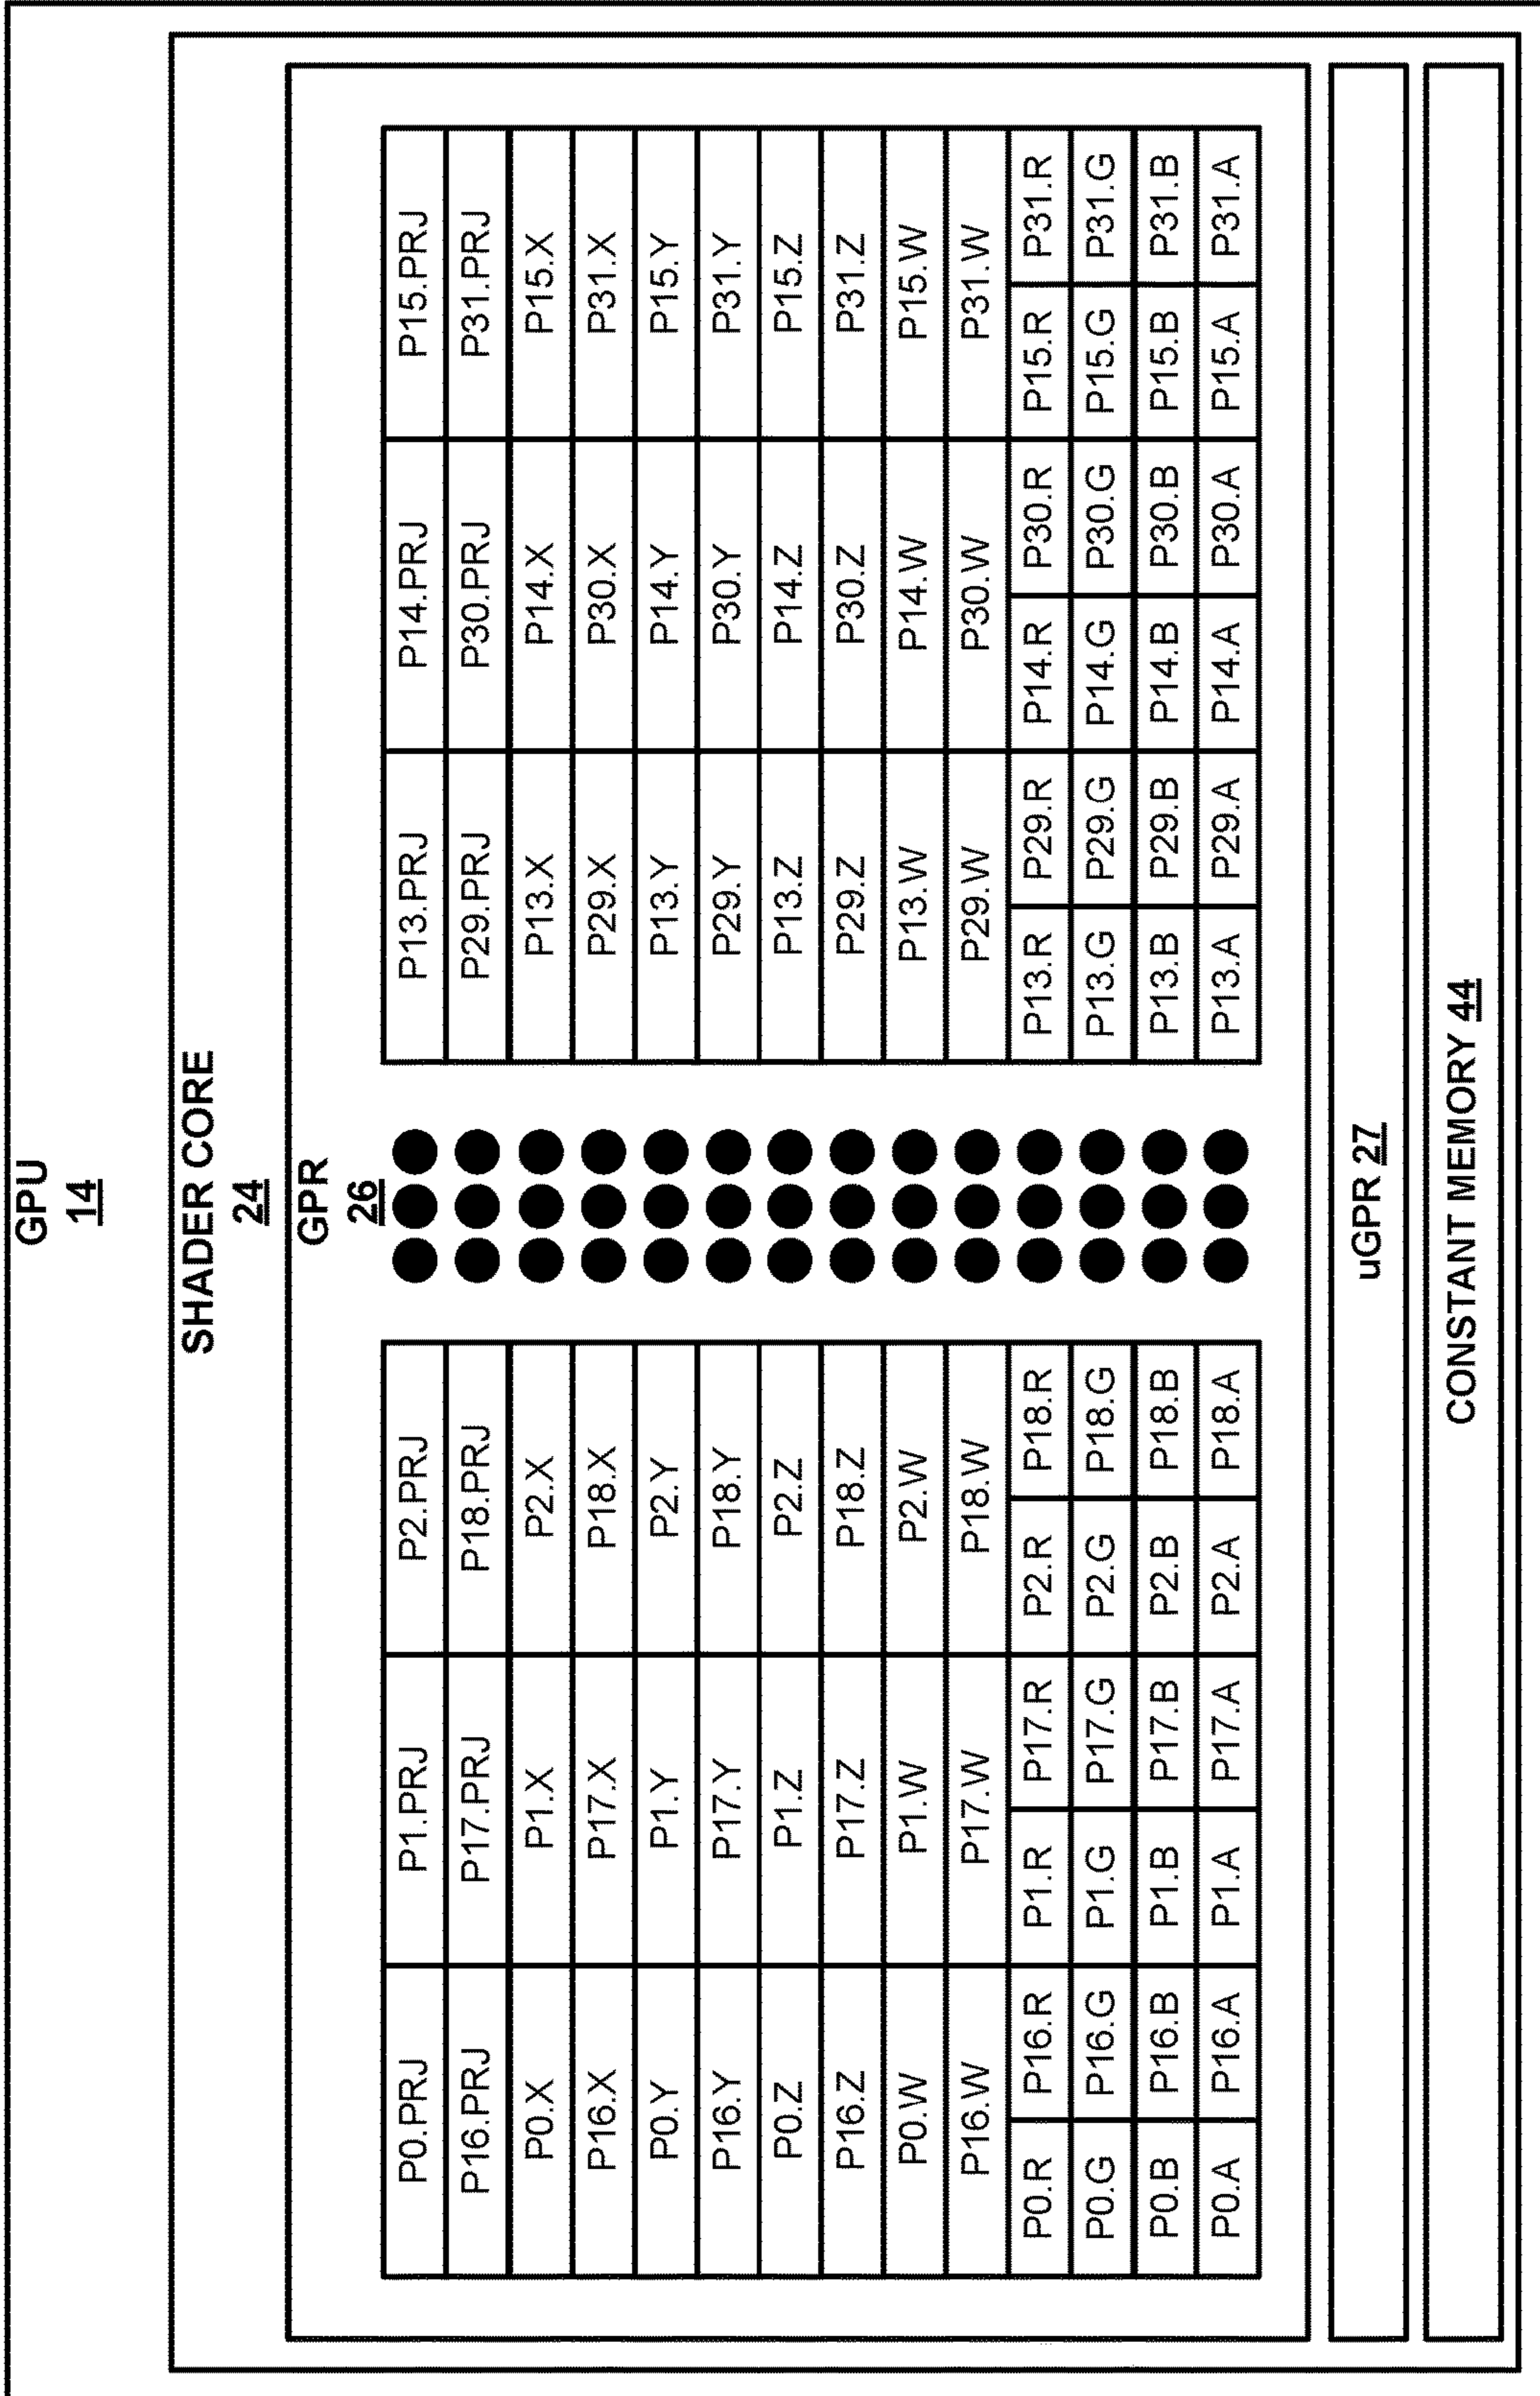 GPU
14
SHADER CORE
24
GPR
26
P0.PRJ P1.PRJ P2.PRJ P13.PRJ P14.PRJ P15.PRJ
P16.PRJ P17.PRJ P18.PRJ P29.PRJ P30.PRJ P31.PRJ
P0.X P1.X P2.X P13.X P14.X P15.X
P16.X P17.X P18.X P29.X P30.X P31.X
P0.Y P1.Y P2.Y P13.Y P14.Y P15.Y
P16.Y P17.Y P18.Y P29.Y P30.Y P31.Y
P0.Z P1.Z P2.Z P13.Z P14.Z P15.Z
P16.Z P17.Z P18.Z P29.Z P30.Z P31.Z
P0.W P1.W P2.W P13.W P14.W P15.W
P16.W P17.W P18.W P29.W P30.W P31.W
P0.R P16.R P1.R P17.R P2.R P18.R P13.R P29.R P14.R P30.R P15.R P31.R
P0.G P16.G P1.G P17.G P2.G P18.G P13.G P29.G P14.G P30.G P15.G P31.G
P0.B P16.B P1.B P17.B P2.B P18.B P13.B P29.B P14.B P30.B P15.B P31.B
P0.A P16.A P1.A P17.A P2.A P18.A P13.A P29.A P14.A P30.A P15.A P31.A
uGPR 27
CONSTANT MEMORY 44